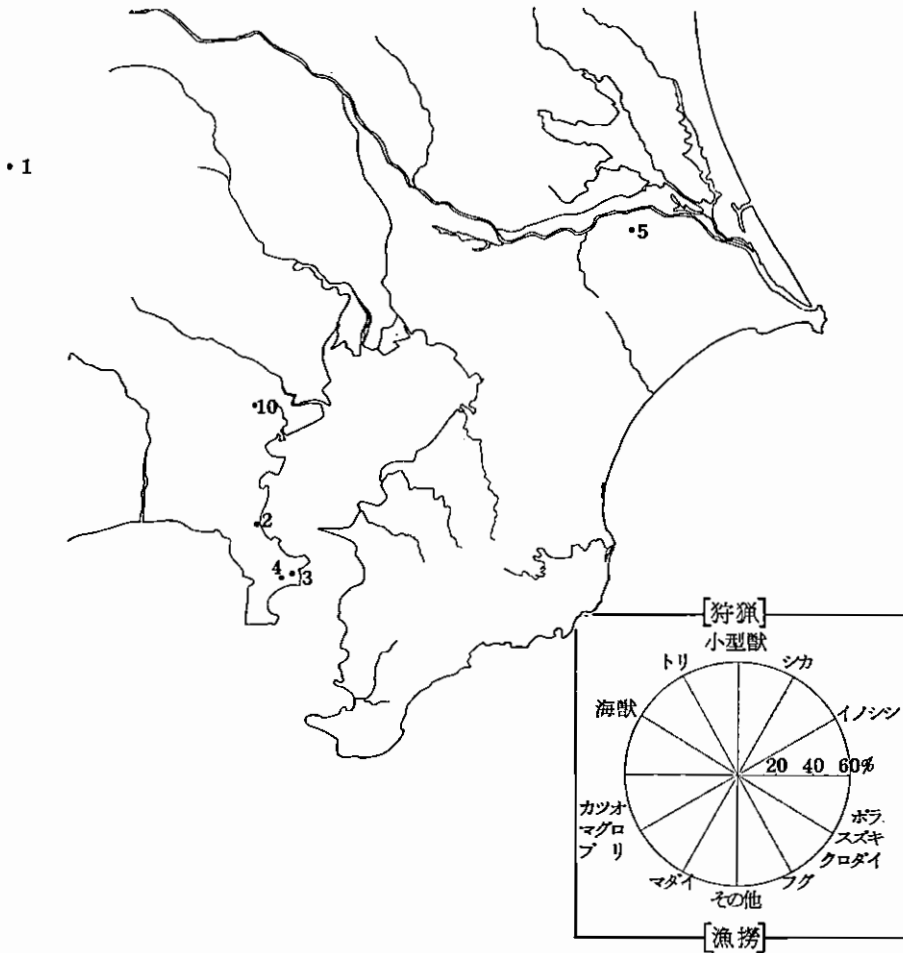 1
5
10
2
4
3
[狩猟]
小型獣
トリ
シカ
海獣
イノシシ
20 40 60%
カツオ
マグロ
ブリ
ボラ
スズキ
クロダイ
マダイ
フグ
その他
[漁撈]